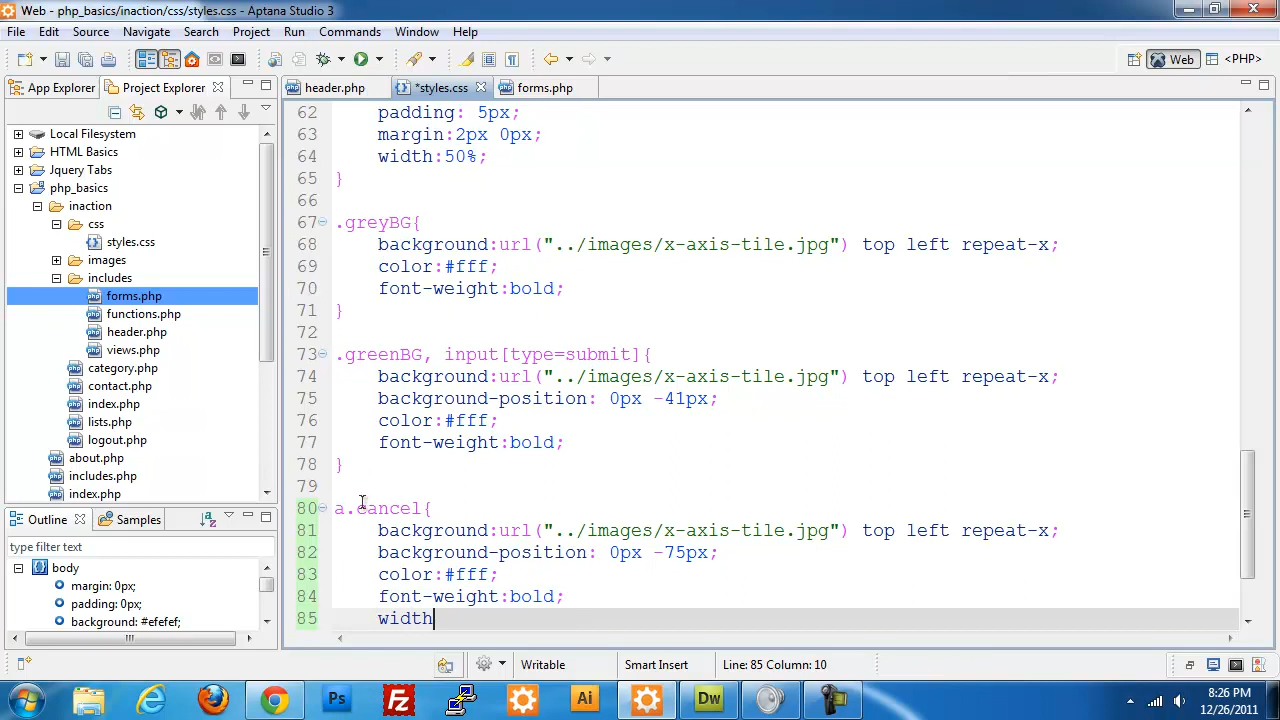 Web - php_basics/inaction/css/styles.css - Aptana Studio 3
File Edit Source Navigate Search Project Run Commands Window Help
Web <PHP>
App Explorer Project Explorer
header.php *styles.css forms.php
Local Filesystem
HTML Basics
Jquery Tabs
php_basics
inaction
css
styles.css
images
includes
forms.php
functions.php
header.php
views.php
category.php
contact.php
index.php
lists.php
logout.php
about.php
includes.php
index.php
62 padding: 5px;
63 margin:2px 0px;
64 width:50%;
65 }
66
67 .greyBG{
68 background:url("../images/x-axis-tile.jpg") top left repeat-x;
69 color:#fff;
70 font-weight:bold;
71 }
72
73 .greenBG, input[type=submit]{
74 background:url("../images/x-axis-tile.jpg") top left repeat-x;
75 background-position: 0px -41px;
76 color:#fff;
77 font-weight:bold;
78 }
79
80 a.cancel{
81 background:url("../images/x-axis-tile.jpg") top left repeat-x;
82 background-position: 0px -75px;
83 color:#fff;
84 font-weight:bold;
85 width
Outline Samples
type filter text
body
margin: 0px;
padding: 0px;
background: #efefef;
Writable Smart Insert Line: 85 Column: 10
Ps FZ Ai Dw
8:26 PM
12/26/2011